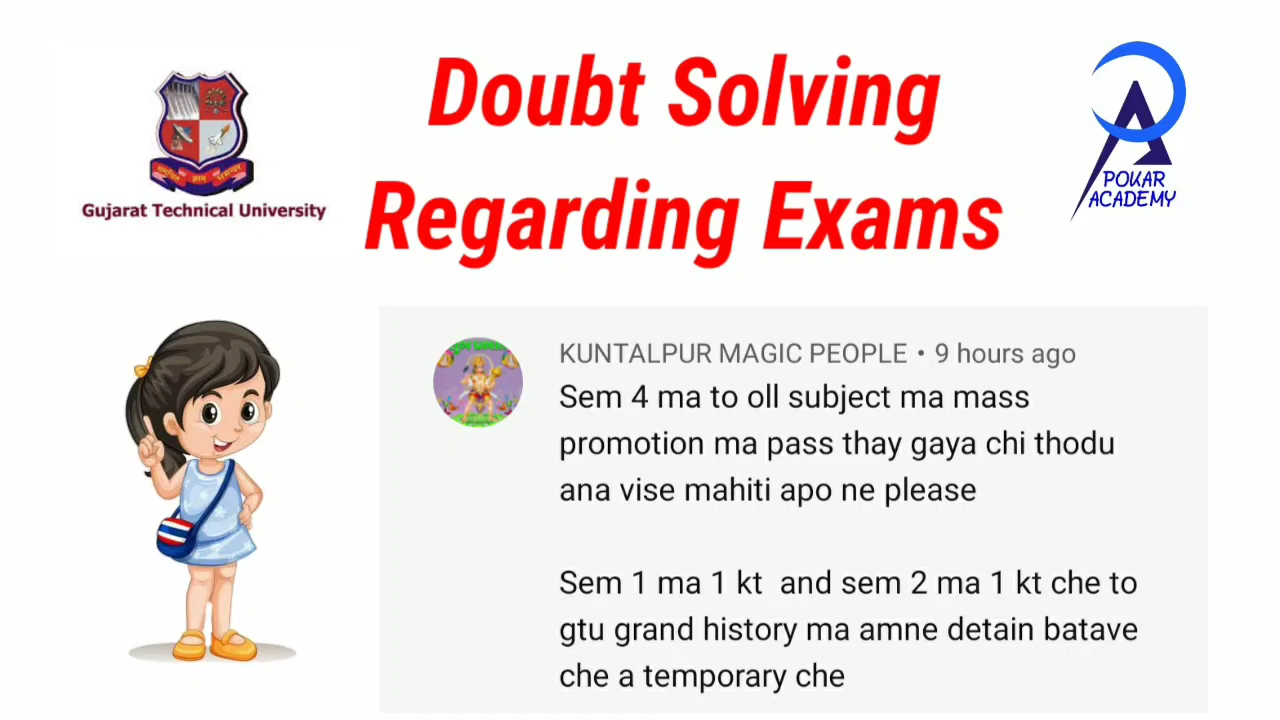 Doubt Solving
Regarding Exams
Gujarat Technical University
POKAR
ACADEMY
KUNTALPUR MAGIC PEOPLE • 9 hours ago
Sem 4 ma to oll subject ma mass
promotion ma pass thay gaya chi thodu
ana vise mahiti apo ne please
Sem 1 ma 1 kt and sem 2 ma 1 kt che to
gtu grand history ma amne detain batave
che a temporary che